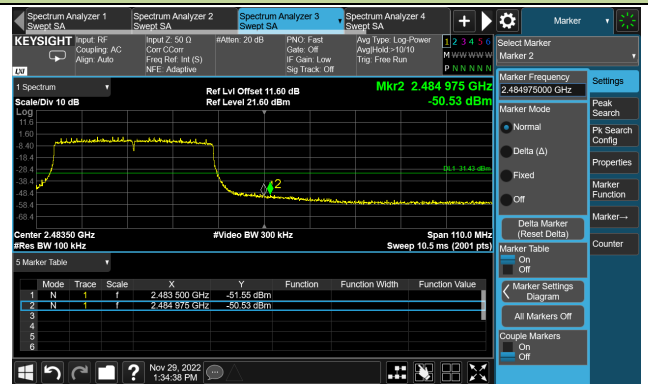 Spectrum Analyzer 1
Swept SA
Spectrum Analyzer 2
Swept SA
Spectrum Analyzer 3
Swept SA
Spectrum Analyzer 4
Swept SA
Marker
KEYSIGHT
Input: RF
Coupling: AC
Align: Auto
Input Z: 50 Ω
Corr CCorr
Freq Ref: Int (S)
NFE: Adaptive
#Atten: 20 dB
PNO: Fast
Gate: Off
IF Gain: Low
Sig Track: Off
Avg Type: Log-Power
Avg|Hold:>10/10
Trig: Free Run
1 2 3 4 5 6
M W W W W W
P N N N N N
LXI
Select Marker
Marker 2
1 Spectrum
Scale/Div 10 dB
Log
Ref Lvl Offset 11.60 dB
Ref Level 21.60 dBm
Mkr2 2.484 975 GHz
-50.53 dBm
11.6
1.60
-8.40
-18.4
-28.4
-38.4
-48.4
-58.4
-68.4
DL1 -31.43 dBm
2
Center 2.48350 GHz
#Res BW 100 kHz
#Video BW 300 kHz
Span 110.0 MHz
Sweep 10.5 ms (2001 pts)
5 Marker Table
Mode Trace Scale X Y Function Function Width Function Value
1 N 1 f 2.483 500 GHz -51.55 dBm
2 N 1 f 2.484 975 GHz -50.53 dBm
3
4
5
6
Marker Frequency
2.484975000 GHz
Marker Mode
Normal
Delta (Δ)
Fixed
Off
Delta Marker
(Reset Delta)
Marker Table
On
Off
Marker Settings
Diagram
All Markers Off
Couple Markers
On
Off
Settings
Peak
Search
Pk Search
Config
Properties
Marker
Function
Marker→
Counter
Nov 29, 2022
1:34:38 PM